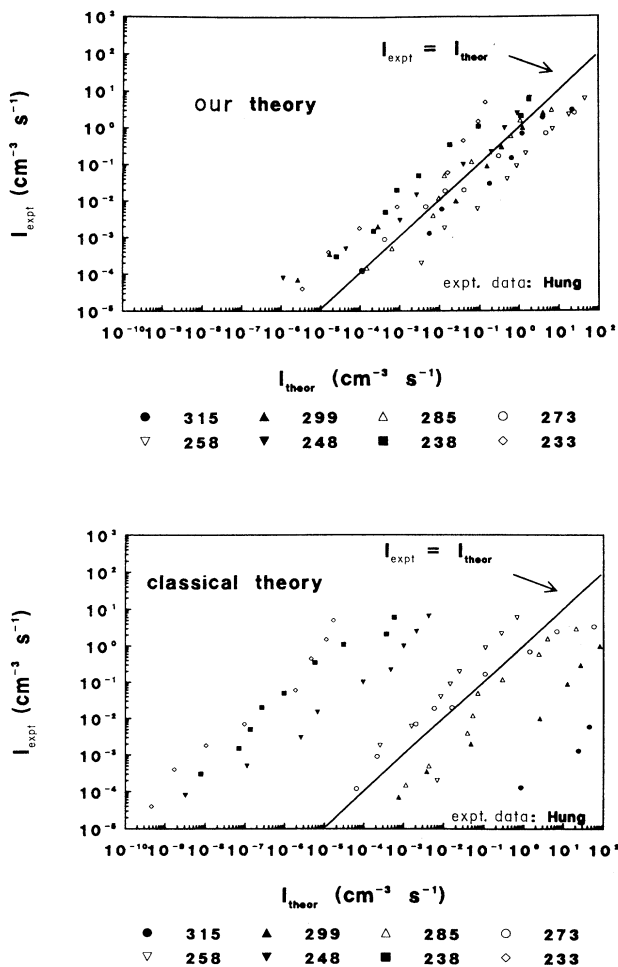 10³
I_expt = I_theor
10²
our theory
10¹
10⁰
10⁻¹
10⁻²
10⁻³
10⁻⁴
expt. data: Hung
10⁻⁵
I_expt (cm⁻³ s⁻¹)
10⁻¹⁰ 10⁻⁹ 10⁻⁸ 10⁻⁷ 10⁻⁶ 10⁻⁵ 10⁻⁴ 10⁻³ 10⁻² 10⁻¹ 10⁰ 10¹ 10²
I_theor (cm⁻³ s⁻¹)
● 315 ▲ 299 △ 285 ○ 273
▽ 258 ▼ 248 ■ 238 ◇ 233
10³
I_expt = I_theor
10²
classical theory
10¹
10⁰
10⁻¹
10⁻²
10⁻³
10⁻⁴
expt. data: Hung
10⁻⁵
I_expt (cm⁻³ s⁻¹)
10⁻¹⁰ 10⁻⁹ 10⁻⁸ 10⁻⁷ 10⁻⁶ 10⁻⁵ 10⁻⁴ 10⁻³ 10⁻² 10⁻¹ 10⁰ 10¹ 10²
I_theor (cm⁻³ s⁻¹)
● 315 ▲ 299 △ 285 ○ 273
▽ 258 ▼ 248 ■ 238 ◇ 233